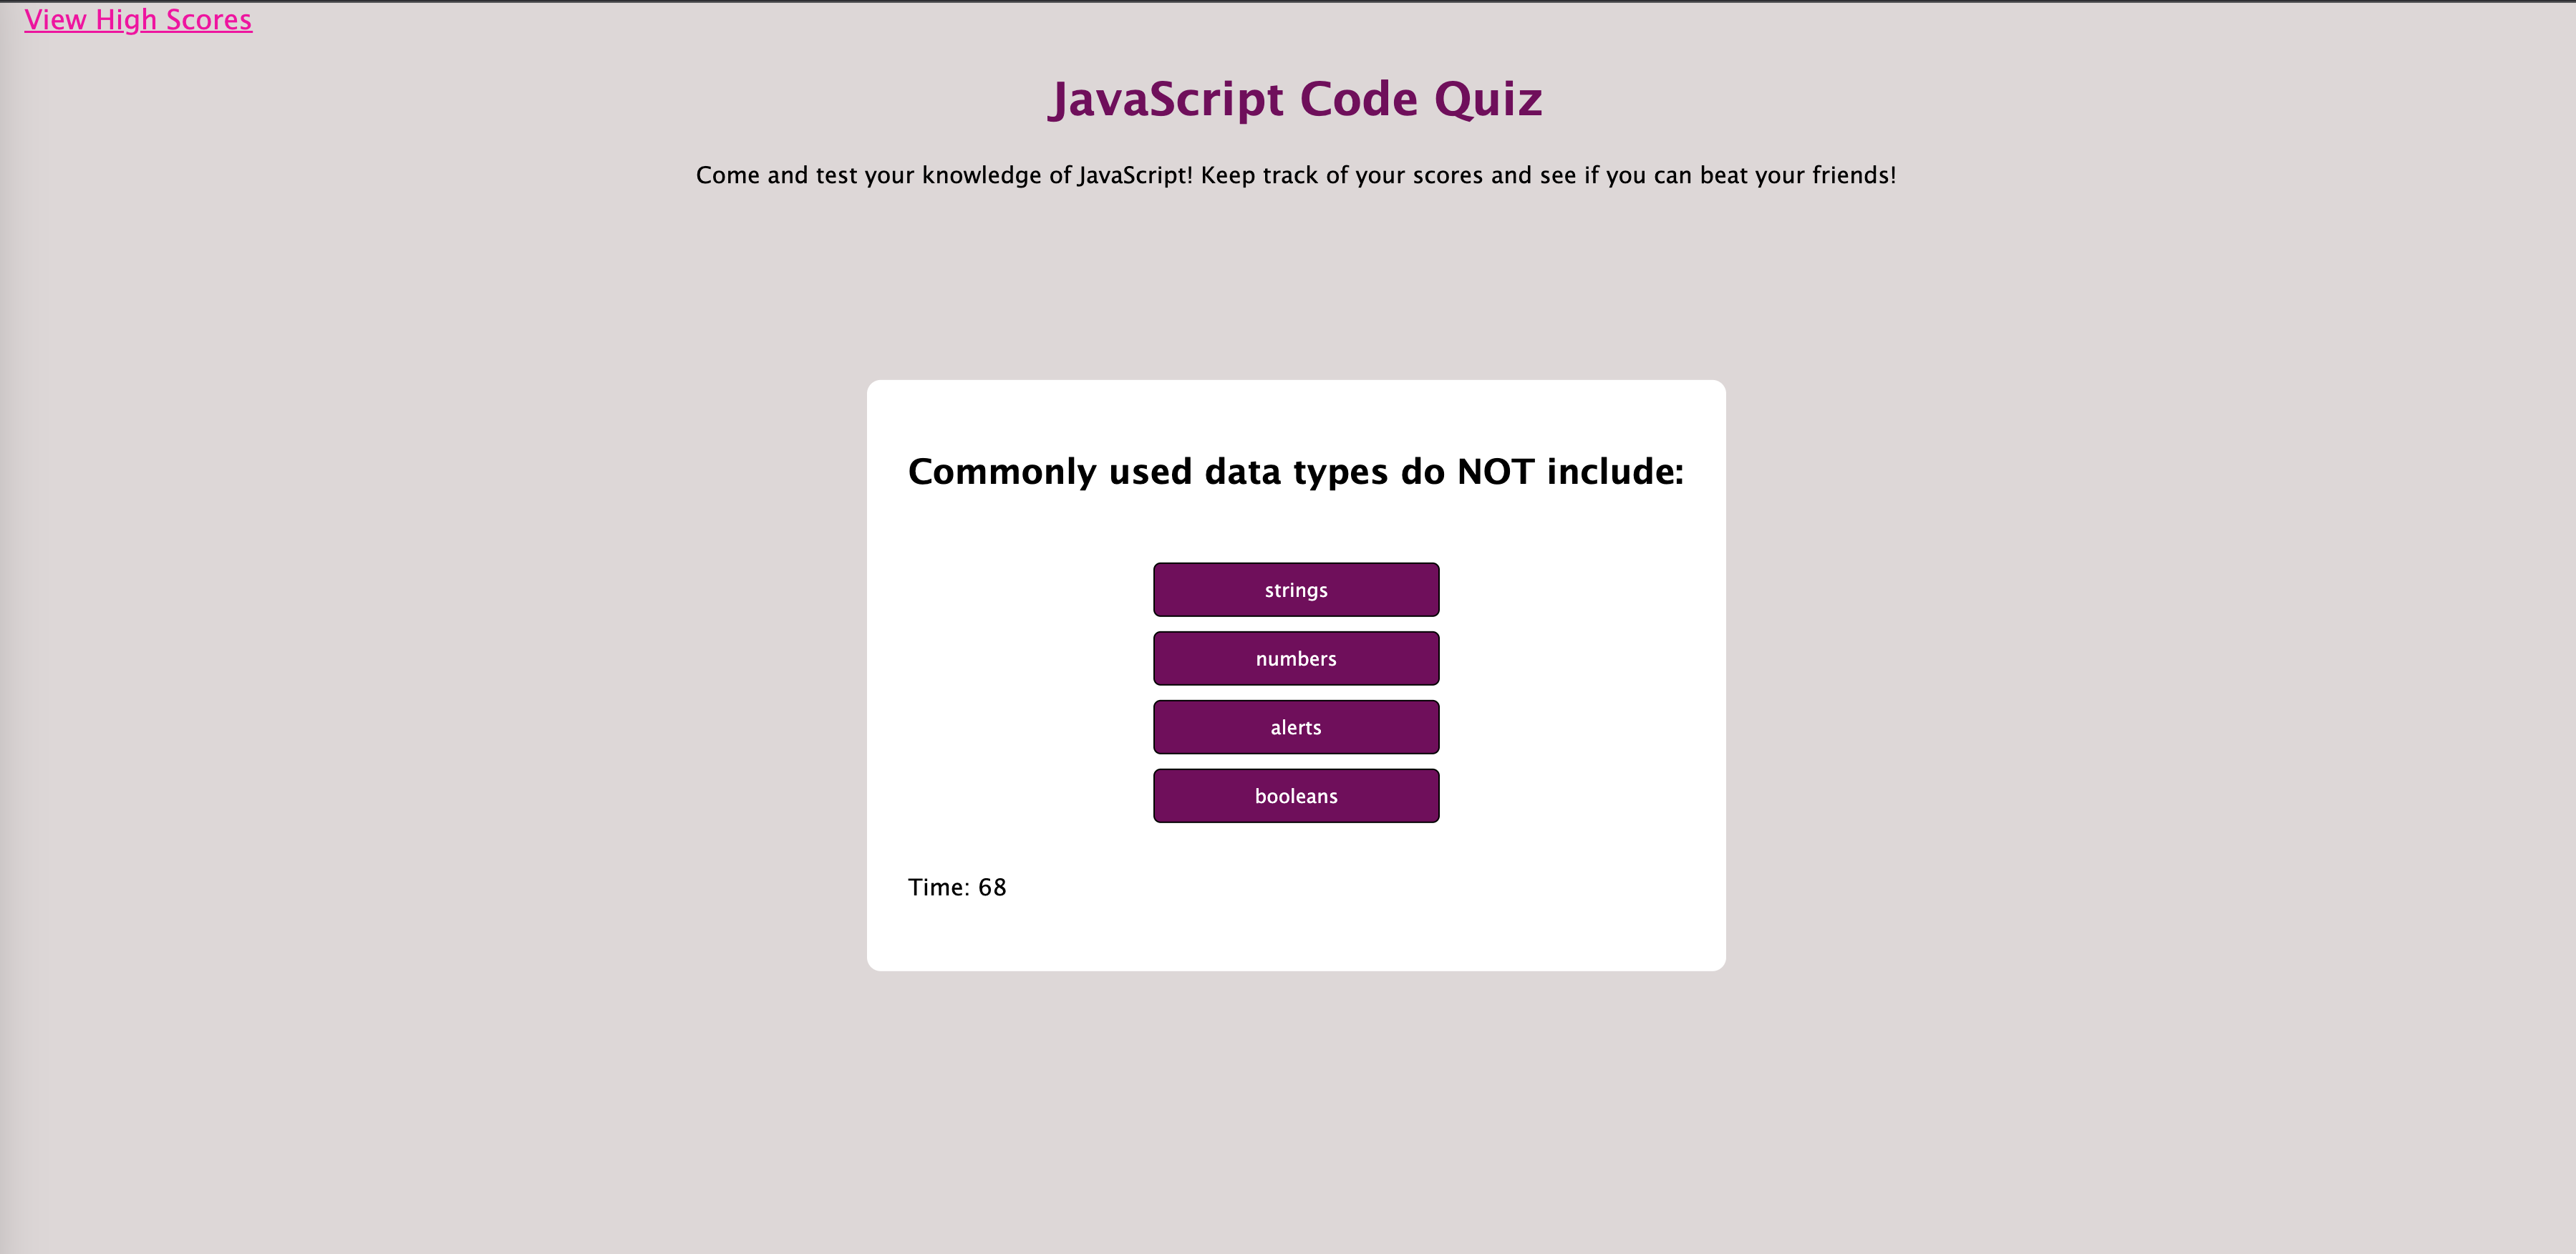 View High Scores
JavaScript Code Quiz
Come and test your knowledge of JavaScript! Keep track of your scores and see if you can beat your friends!
Commonly used data types do NOT include:
strings
numbers
alerts
booleans
Time: 68